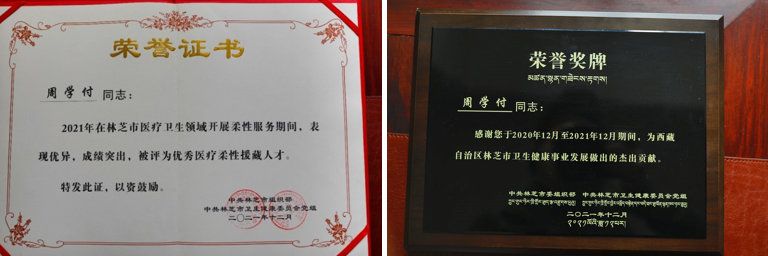 荣誉证书
周学付 同志:
2021年在林芝市医疗卫生领域开展柔性服务期间,表
现优异,成绩突出,被评为优秀医疗柔性援藏人才。
特发此证,以资鼓励。
中共林芝市组织部
中共林芝市卫生健康委员会党组
二〇二一年十二月
荣誉奖牌
周学付 同志:
感谢您于2020年12月至2021年12月期间,为西藏
自治区林芝市卫生健康事业发展做出的杰出贡献。
中共林芝市委组织部 中共林芝市卫生健康委员会党组
二〇二一年十二月